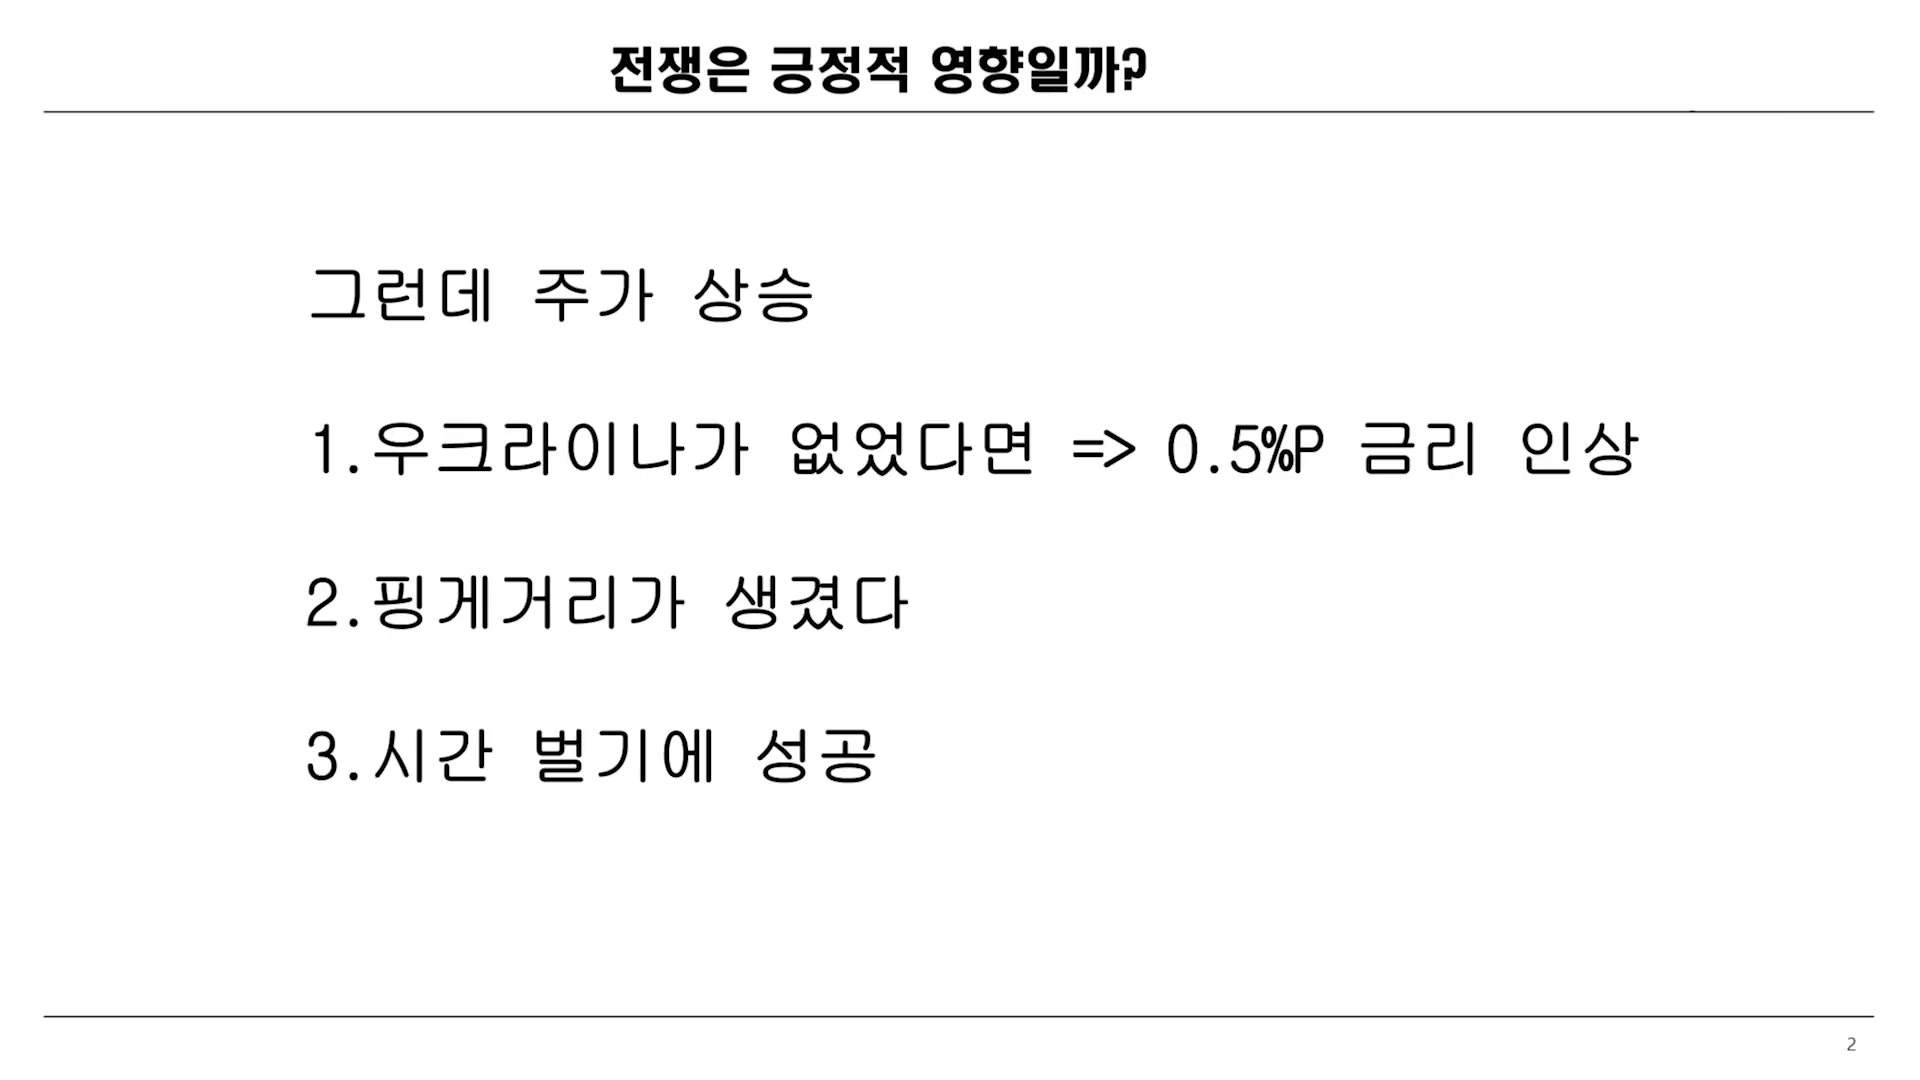 전쟁은 긍정적 영향일까?
그런데 주가 상승
1.우크라이나가 없었다면 => 0.5%P 금리 인상
2.핑게거리가 생겼다
3.시간 벌기에 성공
2